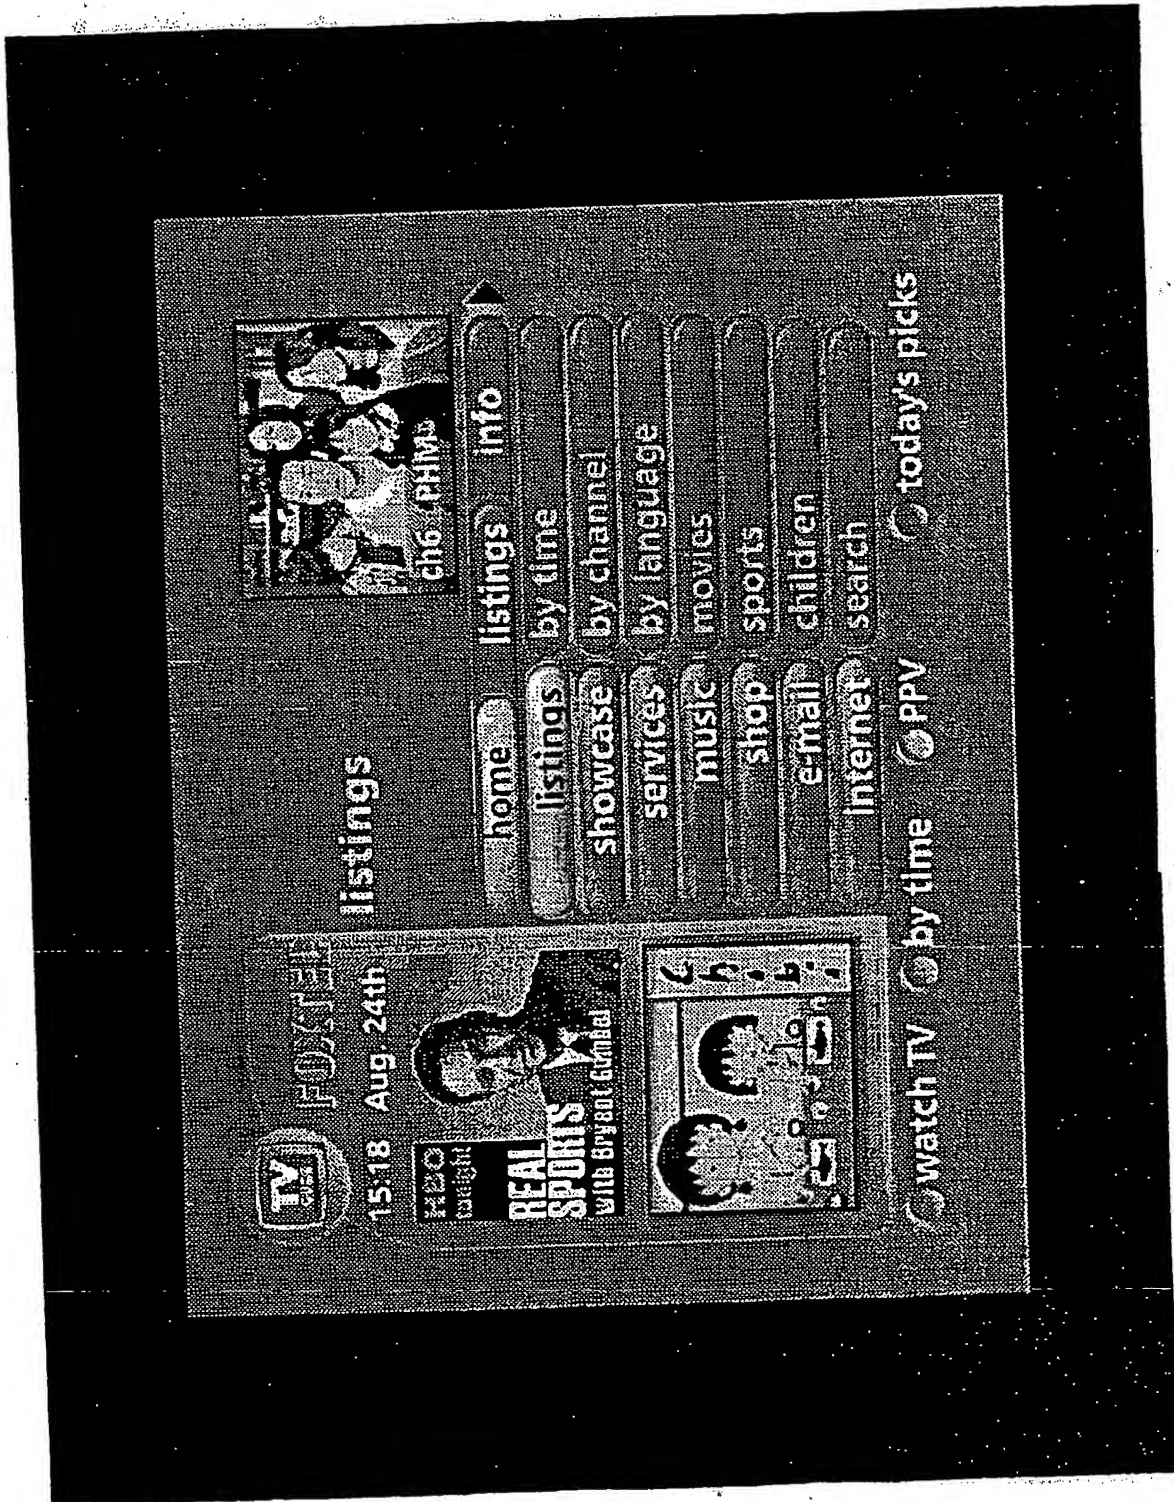 TV
FOXTEL
listings
15:18 Aug. 24th
HBO
tonight
REAL
SPORTS
with Bryant Gumbel
ch6 /PHMb
home listings info
listings by time
showcase by channel
services by language
music movies
shop sports
e-mail children
internet search
watch TV by time PPV today's picks